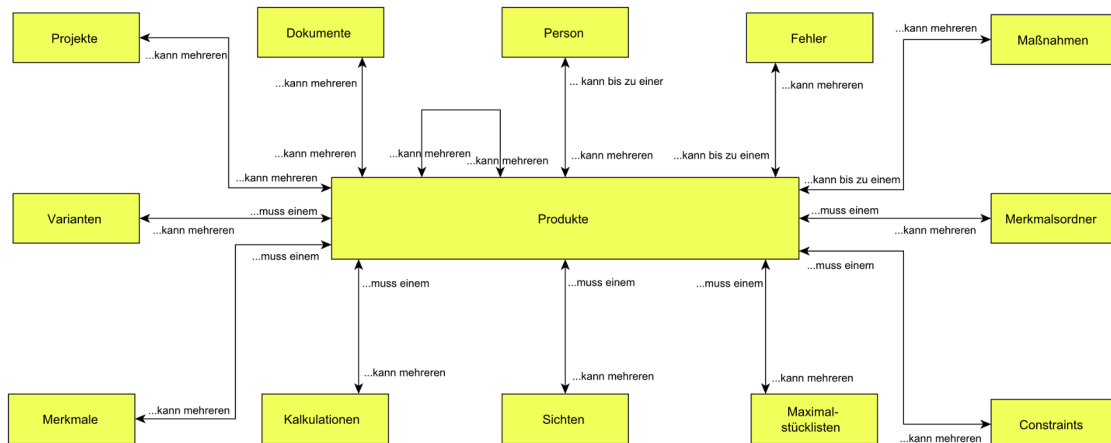 Projekte
Dokumente
Person
Fehler
Maßnahmen
...kann mehreren
...kann mehreren
...kann mehreren
... kann bis zu einer
...kann mehreren
...kann mehreren
...kann mehreren
...kann mehreren
...kann mehreren
...kann bis zu einem
...kann mehreren
...kann mehreren
...kann bis zu einem
Varianten
...muss einem
...kann mehreren
Produkte
...muss einem
...kann mehreren
Merkmalsordner
...muss einem
...muss einem
...muss einem
...muss einem
...muss einem
...kann mehreren
...kann mehreren
...kann mehreren
...kann mehreren
...kann mehreren
Merkmale
Kalkulationen
Sichten
Maximal-
stücklisten
Constraints